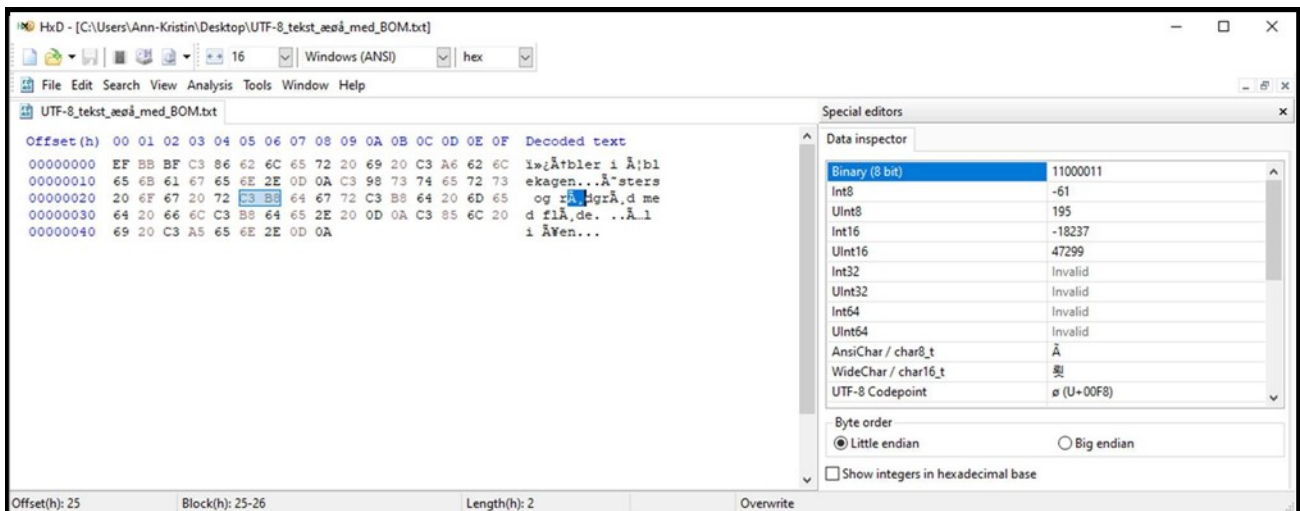 HxD - [C:\Users\Ann-Kristin\Desktop\UTF-8_tekst_æøå_med_BOM.txt]
16 Windows (ANSI) hex
File Edit Search View Analysis Tools Window Help
UTF-8_tekst_æøå_med_BOM.txt
Offset(h) 00 01 02 03 04 05 06 07 08 09 0A 0B 0C 0D 0E 0F Decoded text
00000000 EF BB BF C3 86 62 6C 65 72 20 69 20 C3 A6 62 6C ï»¿Ã†bler i Ã¦bl
00000010 65 6B 61 67 65 6E 2E 0D 0A C3 98 73 74 65 72 73 ekagen...Ã˜sters
00000020 20 6F 67 20 72 C3 B8 64 67 72 C3 B8 64 20 6D 65 og rÃ¸dgrÃ¸d me
00000030 64 20 66 6C C3 B8 64 65 2E 20 0D 0A C3 85 6C 20 d flÃ¸de. ..Ã…l
00000040 69 20 C3 A5 65 6E 2E 0D 0A i Ã¥en...
Special editors
Data inspector
Binary (8 bit) 11000011
Int8 -61
UInt8 195
Int16 -18237
UInt16 47299
Int32 Invalid
UInt32 Invalid
Int64 Invalid
UInt64 Invalid
AnsiChar / char8_t Ã
WideChar / char16_t 룃
UTF-8 Codepoint ø (U+00F8)
Byte order
Little endian Big endian
Show integers in hexadecimal base
Offset(h): 25 Block(h): 25-26 Length(h): 2 Overwrite